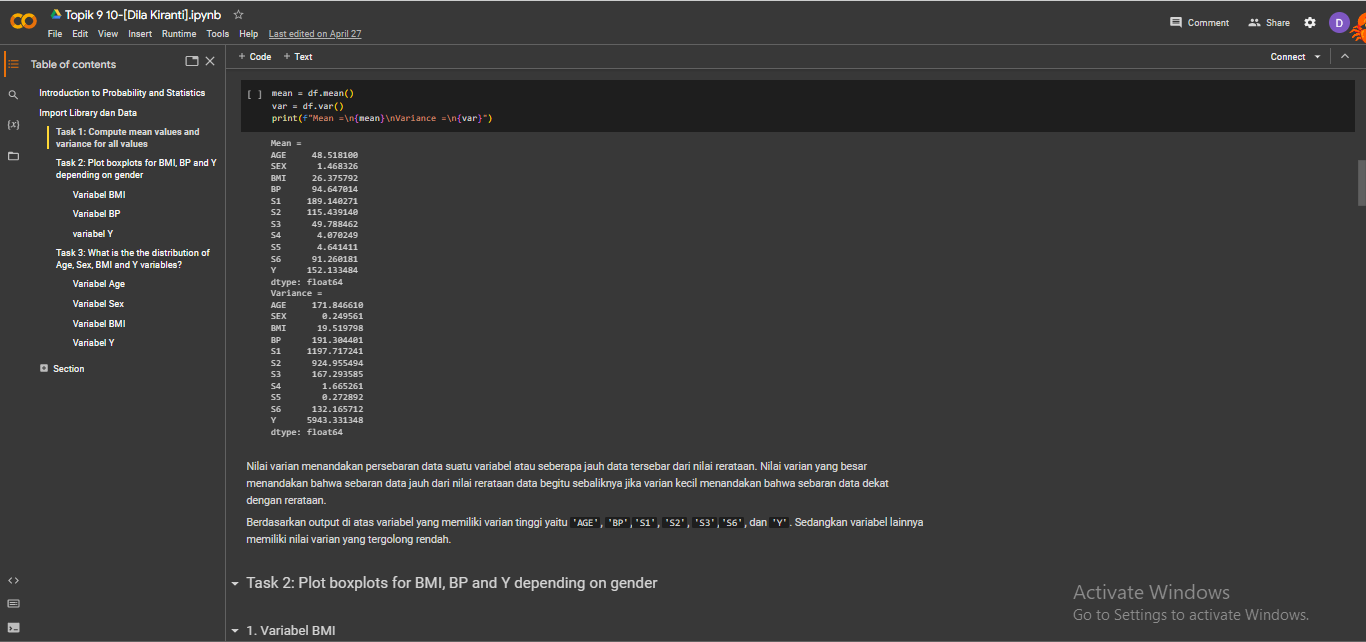 Topik 9 10-[Dila Kiranti].ipynb
File Edit View Insert Runtime Tools Help Last edited on April 27
Comment Share D
Table of contents
+ Code + Text
Connect
Introduction to Probability and Statistics
Import Library dan Data
Task 1: Compute mean values and
variance for all values
Task 2: Plot boxplots for BMI, BP and Y
depending on gender
Variabel BMI
Variabel BP
variabel Y
Task 3: What is the the distribution of
Age, Sex, BMI and Y variables?
Variabel Age
Variabel Sex
Variabel BMI
Variabel Y
Section
{x}
<>
[ ] mean = df.mean()
var = df.var()
print(f"Mean =\n{mean}\nVariance =\n{var}")
Mean =
AGE 48.518100
SEX 1.468326
BMI 26.375792
BP 94.647014
S1 189.140271
S2 115.439140
S3 49.788462
S4 4.070249
S5 4.641411
S6 91.260181
Y 152.133484
dtype: float64
Variance =
AGE 171.846610
SEX 0.249561
BMI 19.519798
BP 191.304401
S1 1197.717241
S2 924.955494
S3 167.293585
S4 1.665261
S5 0.272892
S6 132.165712
Y 5943.331348
dtype: float64
Nilai varian menandakan persebaran data suatu variabel atau seberapa jauh data tersebar dari nilai rerataan. Nilai varian yang besar
menandakan bahwa sebaran data jauh dari nilai rerataan data begitu sebaliknya jika varian kecil menandakan bahwa sebaran data dekat
dengan rerataan.
Berdasarkan output di atas variabel yang memiliki varian tinggi yaitu 'AGE', 'BP','S1', 'S2', 'S3','S6', dan 'Y'. Sedangkan variabel lainnya
memiliki nilai varian yang tergolong rendah.
Task 2: Plot boxplots for BMI, BP and Y depending on gender
1. Variabel BMI
Activate Windows
Go to Settings to activate Windows.